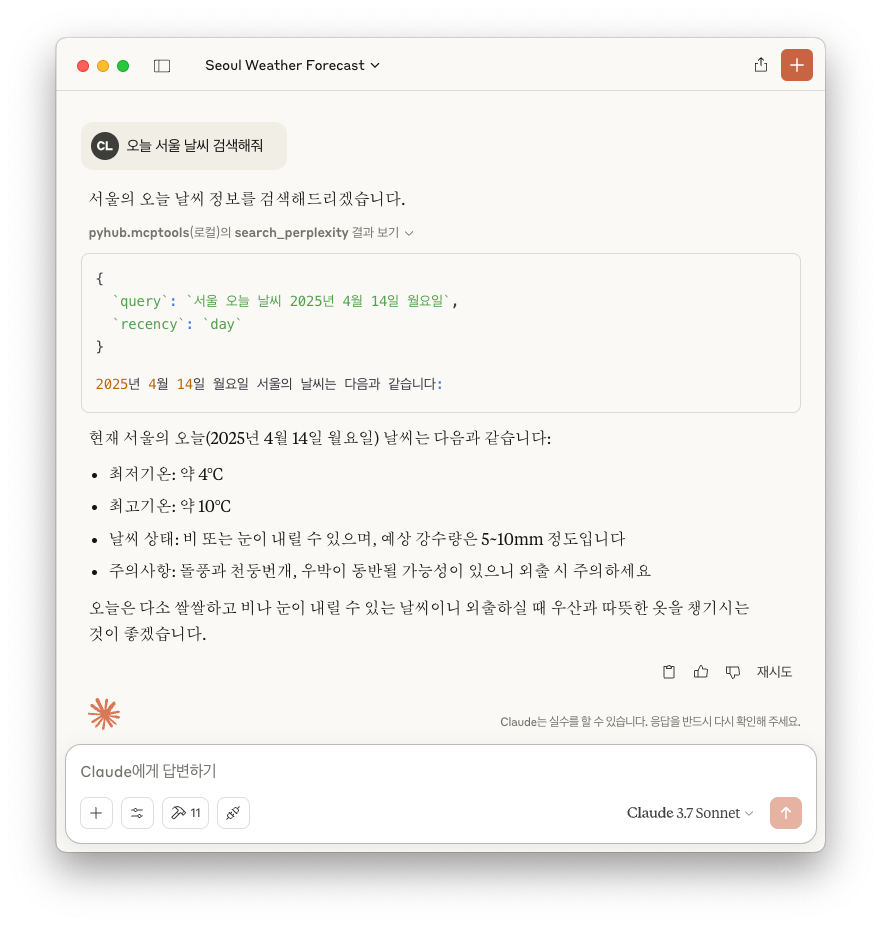 Seoul Weather Forecast
CL 오늘 서울 날씨 검색해줘
서울의 오늘 날씨 정보를 검색해드리겠습니다.
pyhub.mcptools(로컬)의 search_perplexity 결과 보기
{
`query`: `서울 오늘 날씨 2025년 4월 14일 월요일`,
`recency`: `day`
}
2025년 4월 14일 월요일 서울의 날씨는 다음과 같습니다:
현재 서울의 오늘(2025년 4월 14일 월요일) 날씨는 다음과 같습니다:
• 최저기온: 약 4°C
• 최고기온: 약 10°C
• 날씨 상태: 비 또는 눈이 내릴 수 있으며, 예상 강수량은 5~10mm 정도입니다
• 주의사항: 돌풍과 천둥번개, 우박이 동반될 가능성이 있으니 외출 시 주의하세요
오늘은 다소 쌀쌀하고 비나 눈이 내릴 수 있는 날씨이니 외출하실 때 우산과 따뜻한 옷을 챙기시는
것이 좋겠습니다.
재시도
Claude는 실수를 할 수 있습니다. 응답을 반드시 다시 확인해 주세요.
Claude에게 답변하기
11
Claude 3.7 Sonnet